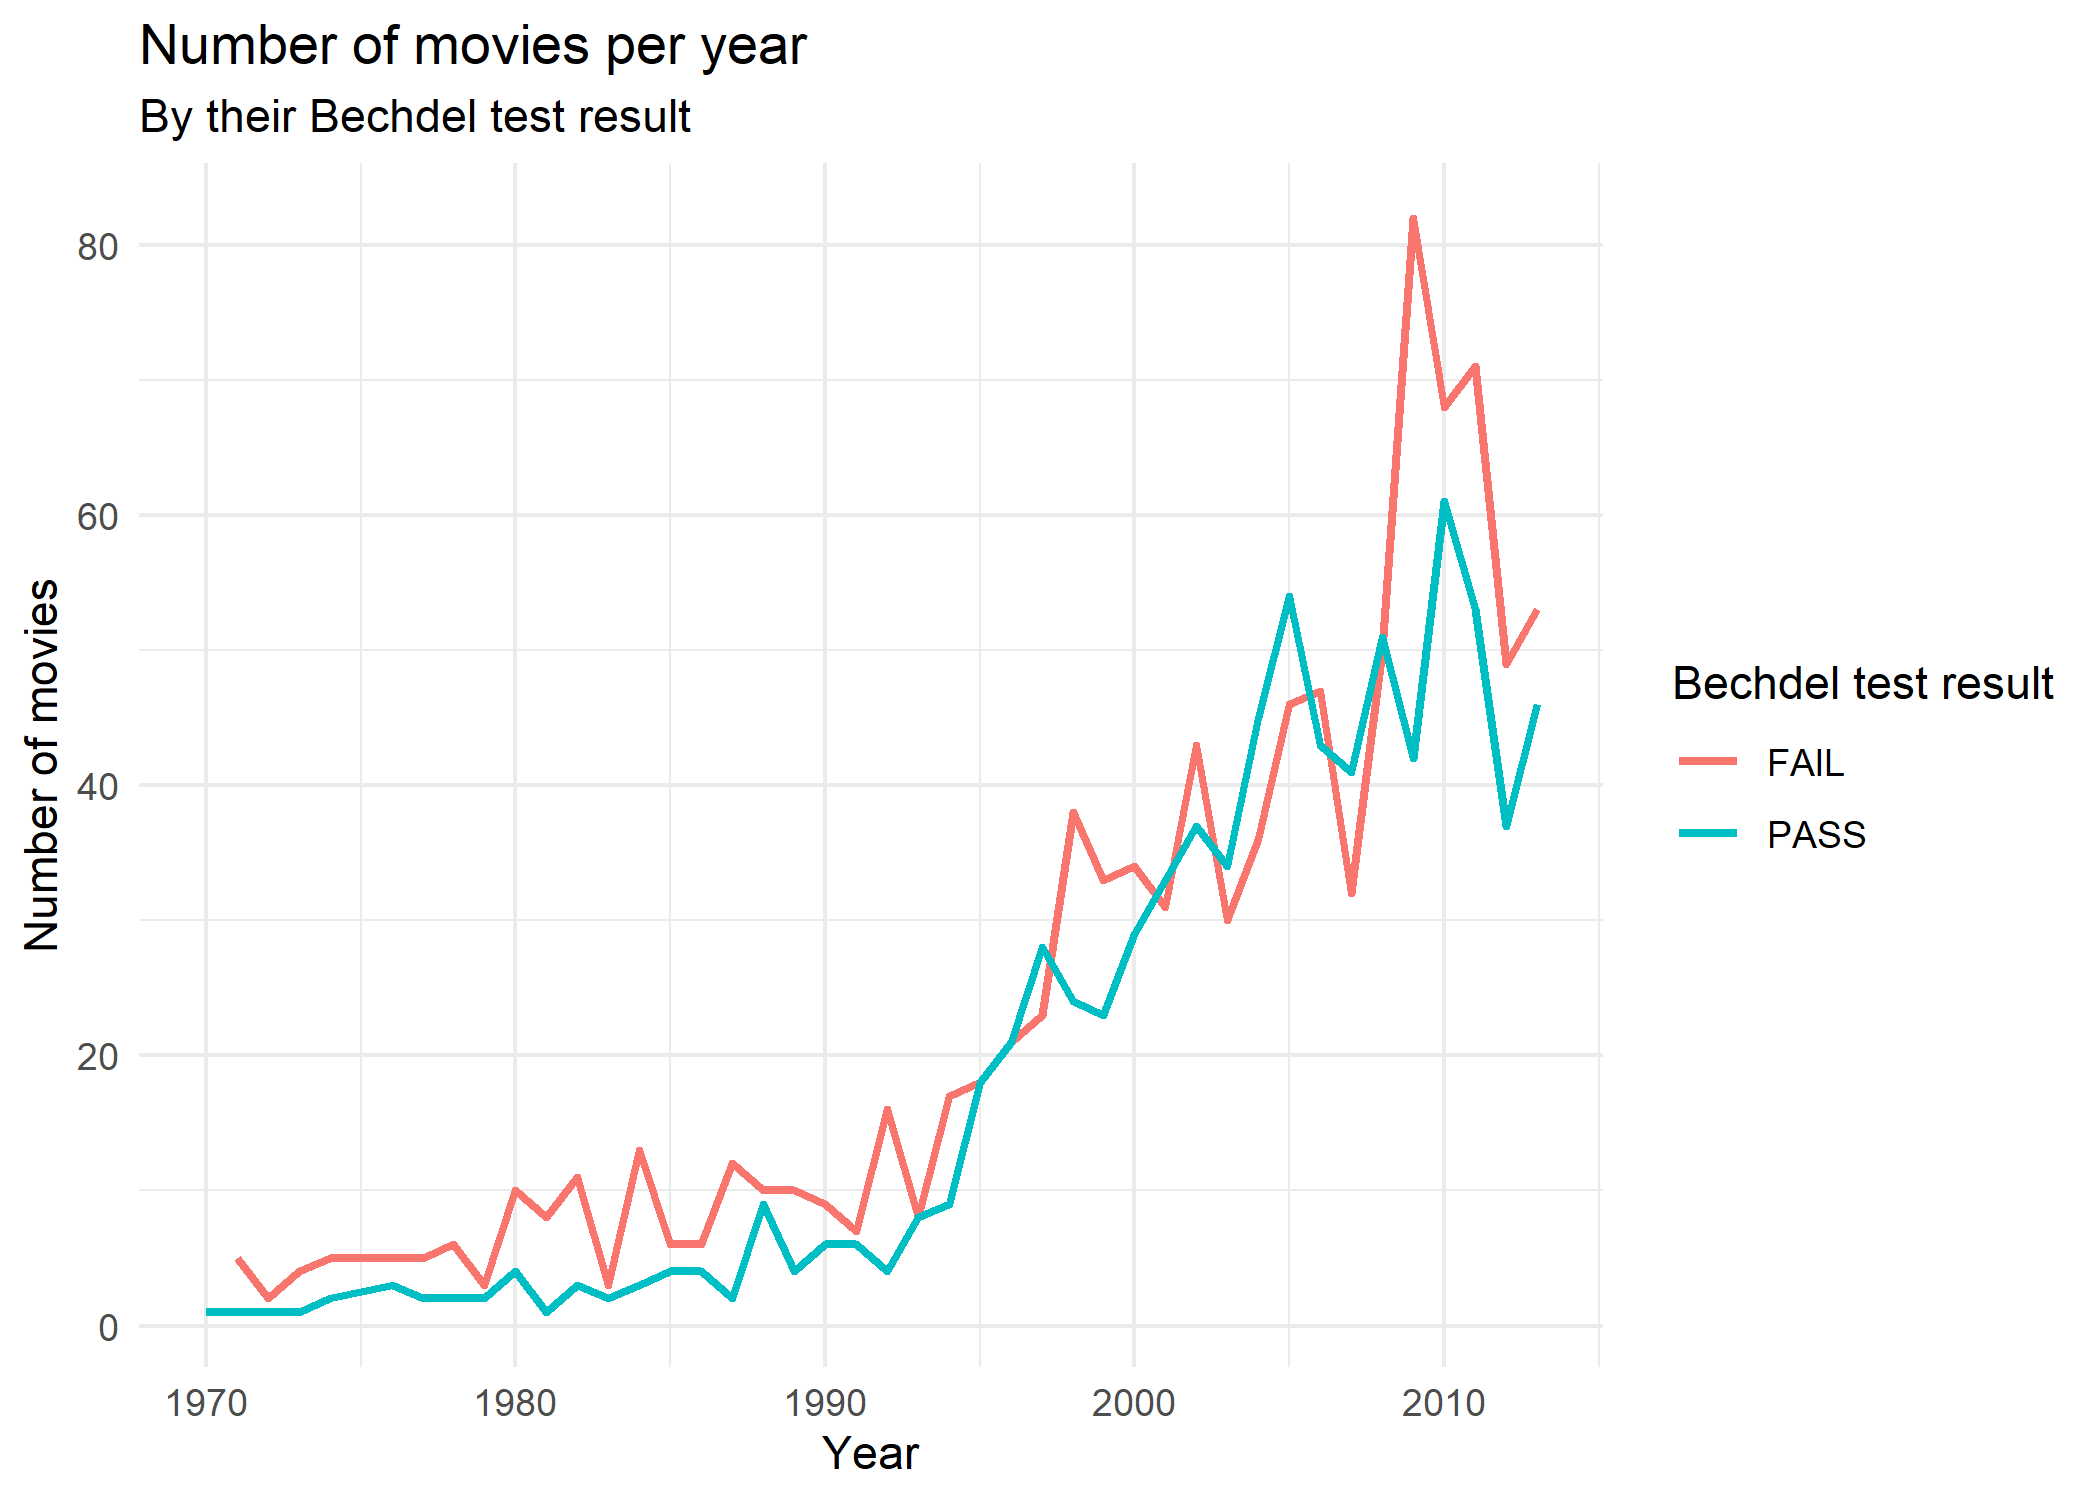 Number of movies per year
By their Bechdel test result
80
60
40
20
0
Number of movies
1970 1980 1990 2000 2010
Year
Bechdel test result
FAIL
PASS